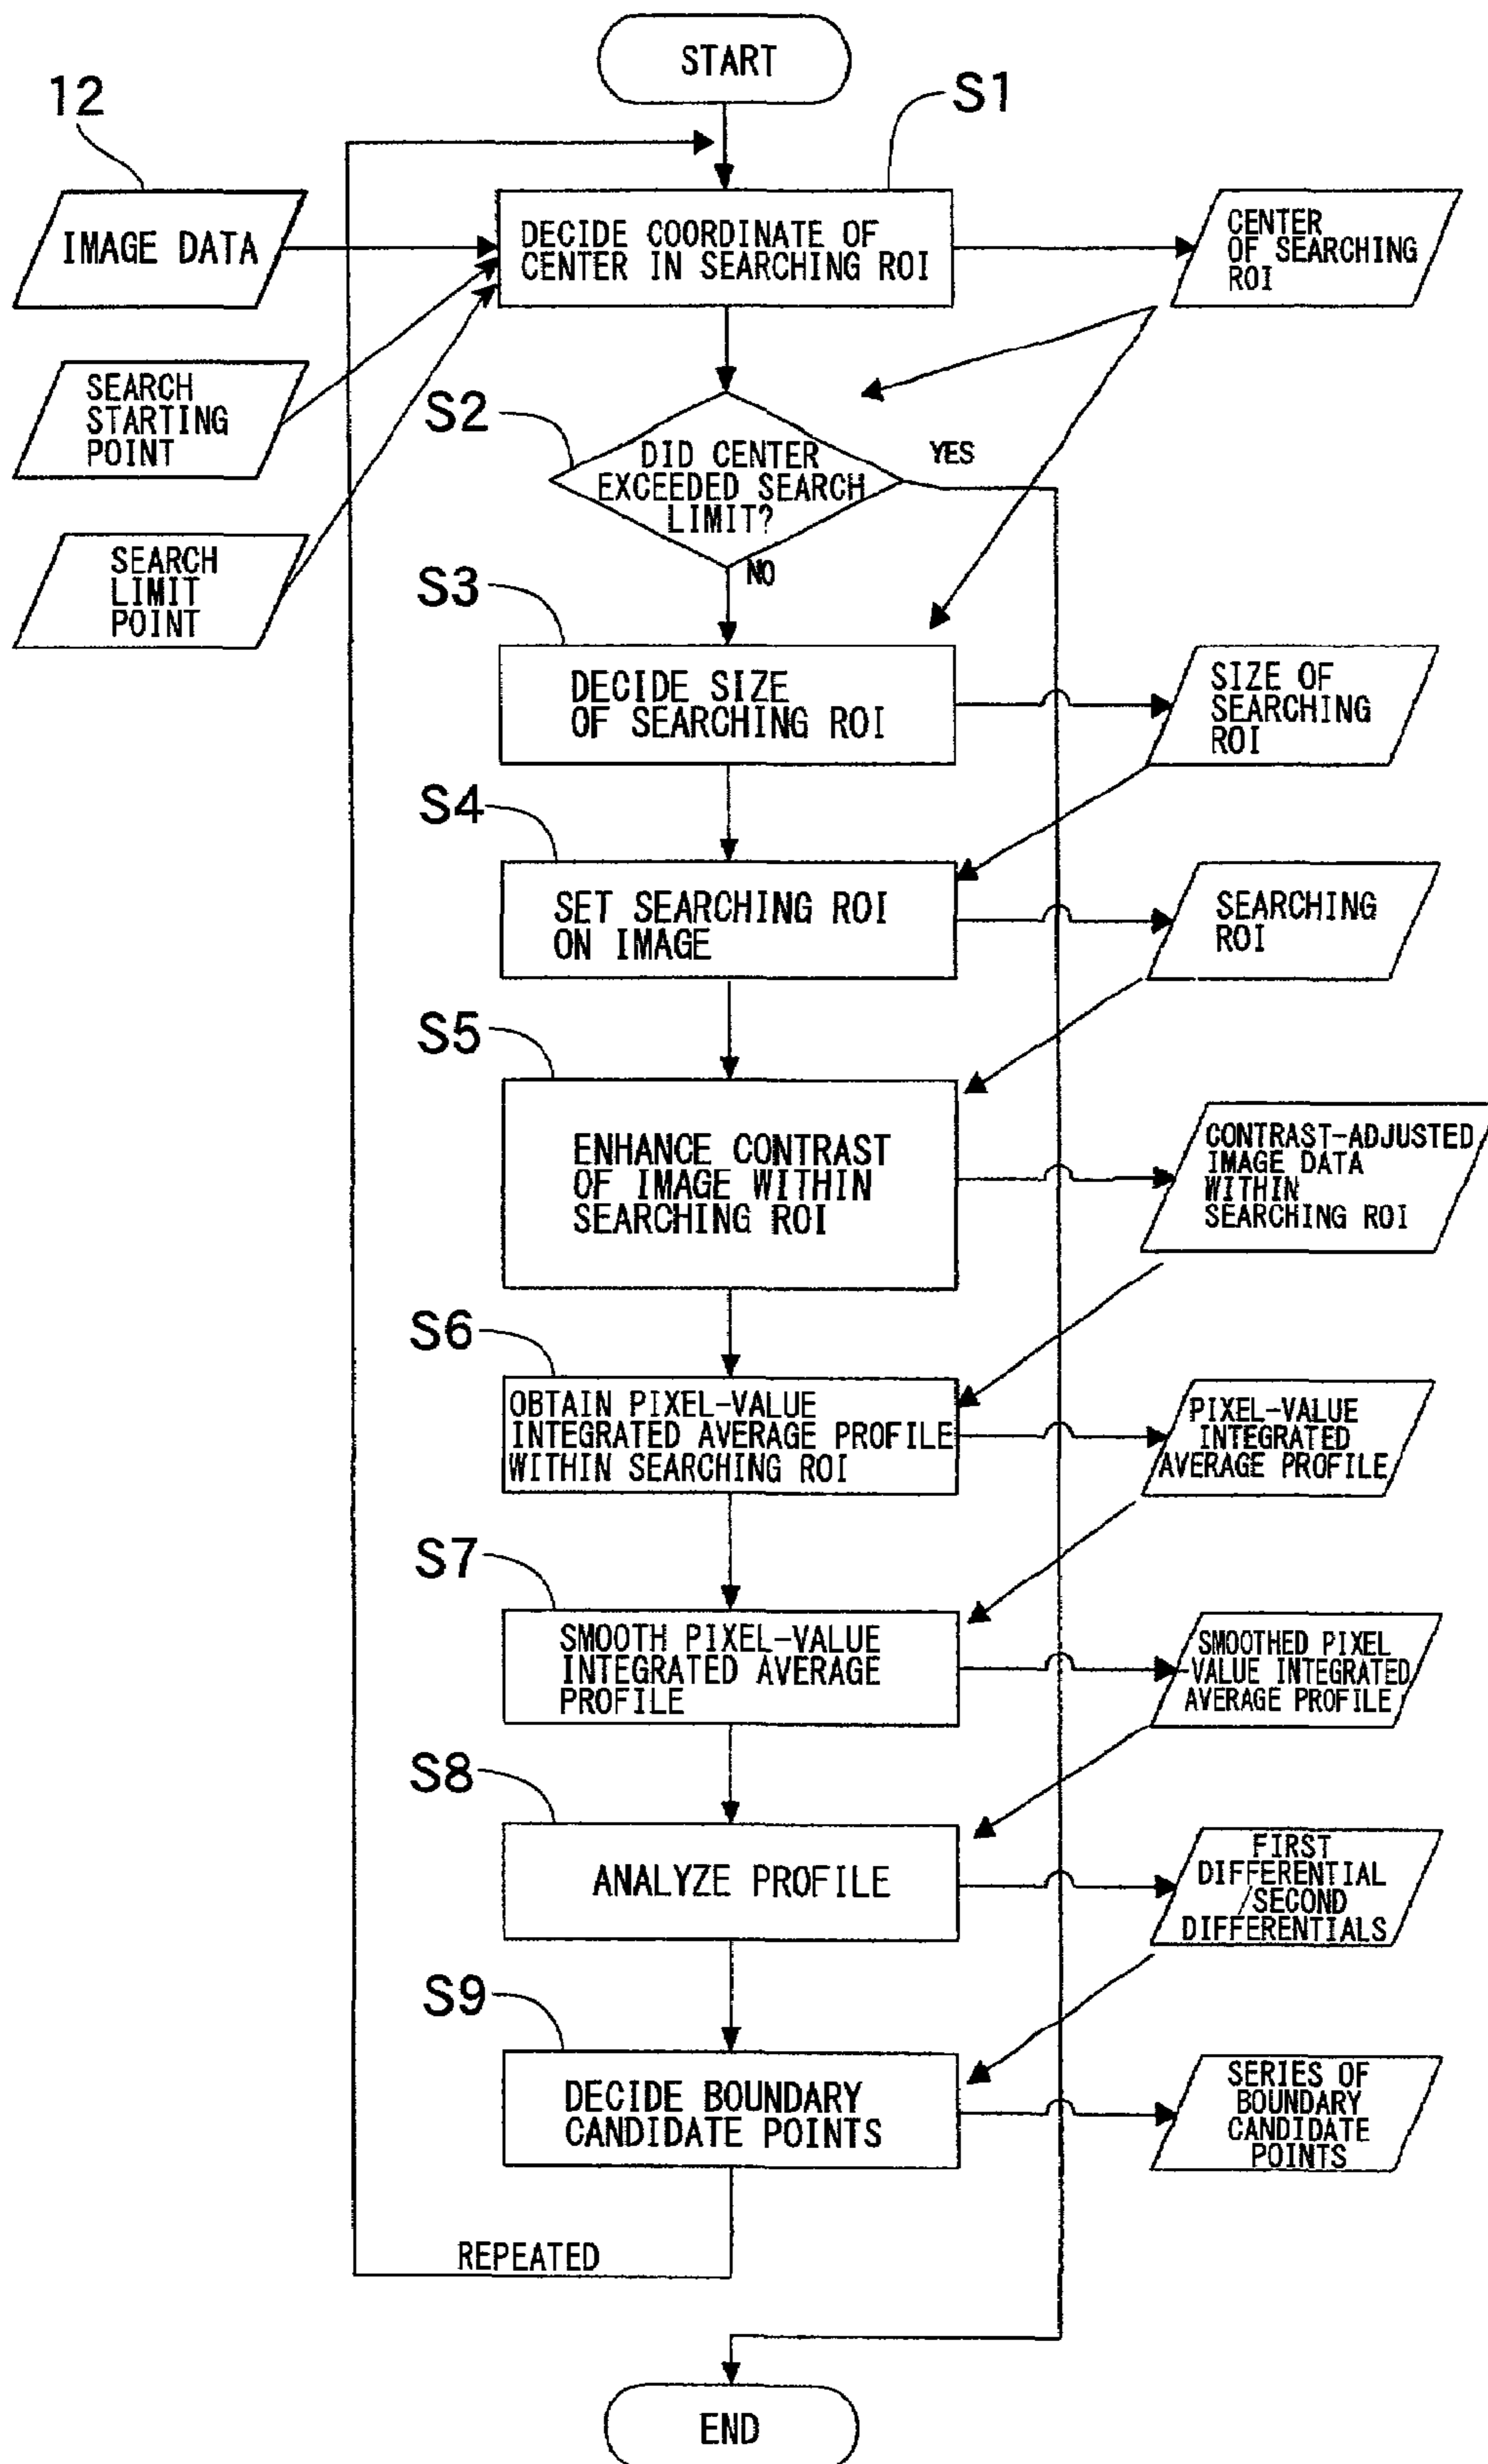 START
12
S1
IMAGE DATA
DECIDE COORDINATE OF
CENTER IN SEARCHING ROI
CENTER
OF SEARCHING
ROI
SEARCH
STARTING
POINT
S2
DID CENTER
EXCEEDED SEARCH
LIMIT?
YES
NO
SEARCH
LIMIT
POINT
S3
DECIDE SIZE
OF SEARCHING ROI
SIZE OF
SEARCHING
ROI
S4
SET SEARCHING ROI
ON IMAGE
SEARCHING
ROI
S5
ENHANCE CONTRAST
OF IMAGE WITHIN
SEARCHING ROI
CONTRAST-ADJUSTED
IMAGE DATA
WITHIN
SEARCHING ROI
S6
OBTAIN PIXEL-VALUE
INTEGRATED AVERAGE PROFILE
WITHIN SEARCHING ROI
PIXEL-VALUE
INTEGRATED
AVERAGE PROFILE
S7
SMOOTH PIXEL-VALUE
INTEGRATED AVERAGE
PROFILE
SMOOTHED PIXEL
-VALUE INTEGRATED
AVERAGE PROFILE
S8
ANALYZE PROFILE
FIRST
DIFFERENTIAL
/SECOND
DIFFERENTIALS
S9
DECIDE BOUNDARY
CANDIDATE POINTS
SERIES OF
BOUNDARY
CANDIDATE
POINTS
REPEATED
END